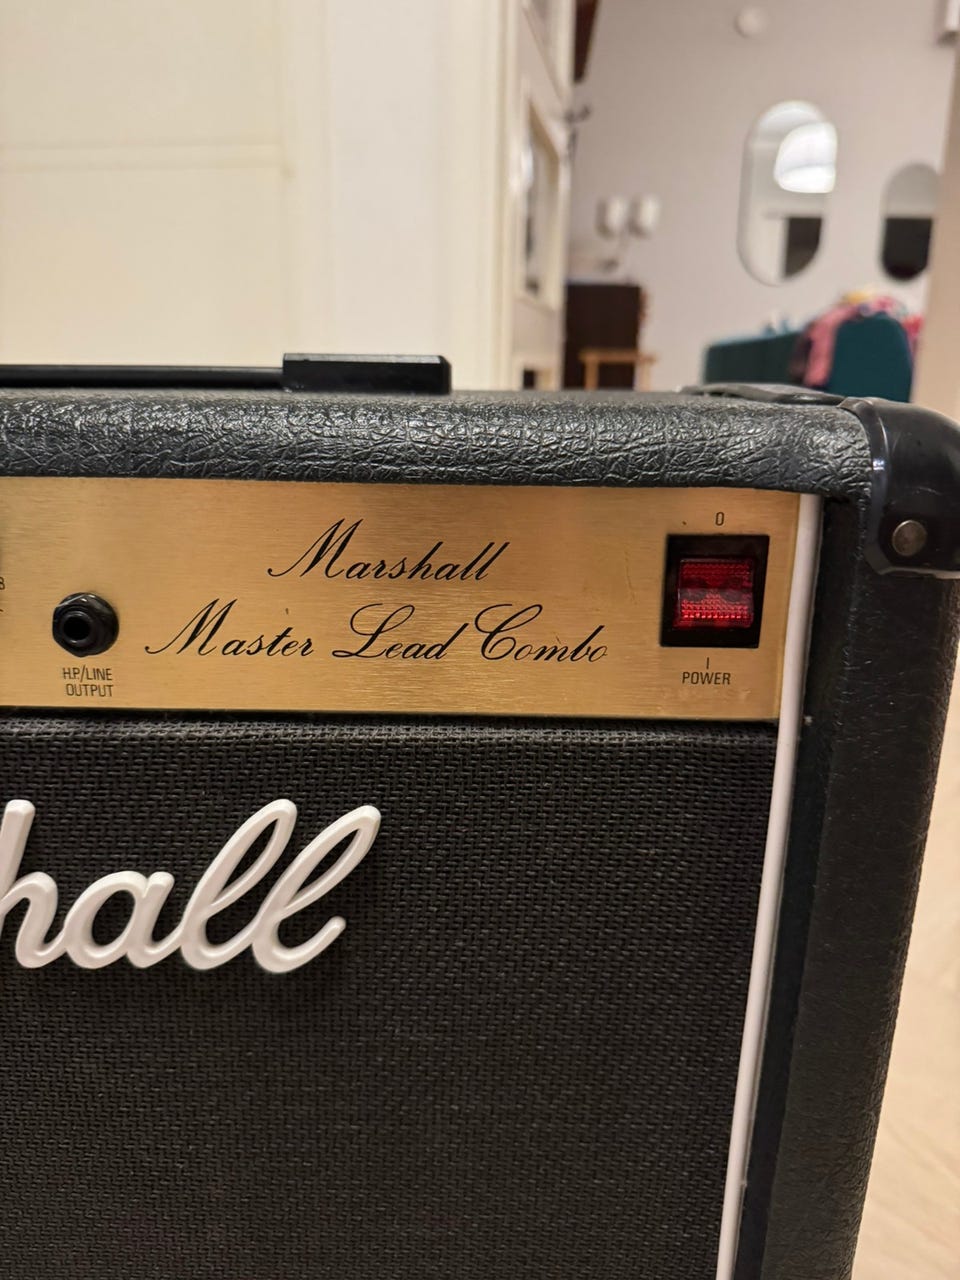 0
Marshall
Master Lead Combo
H.P./LINE
OUTPUT
I
POWER
hall